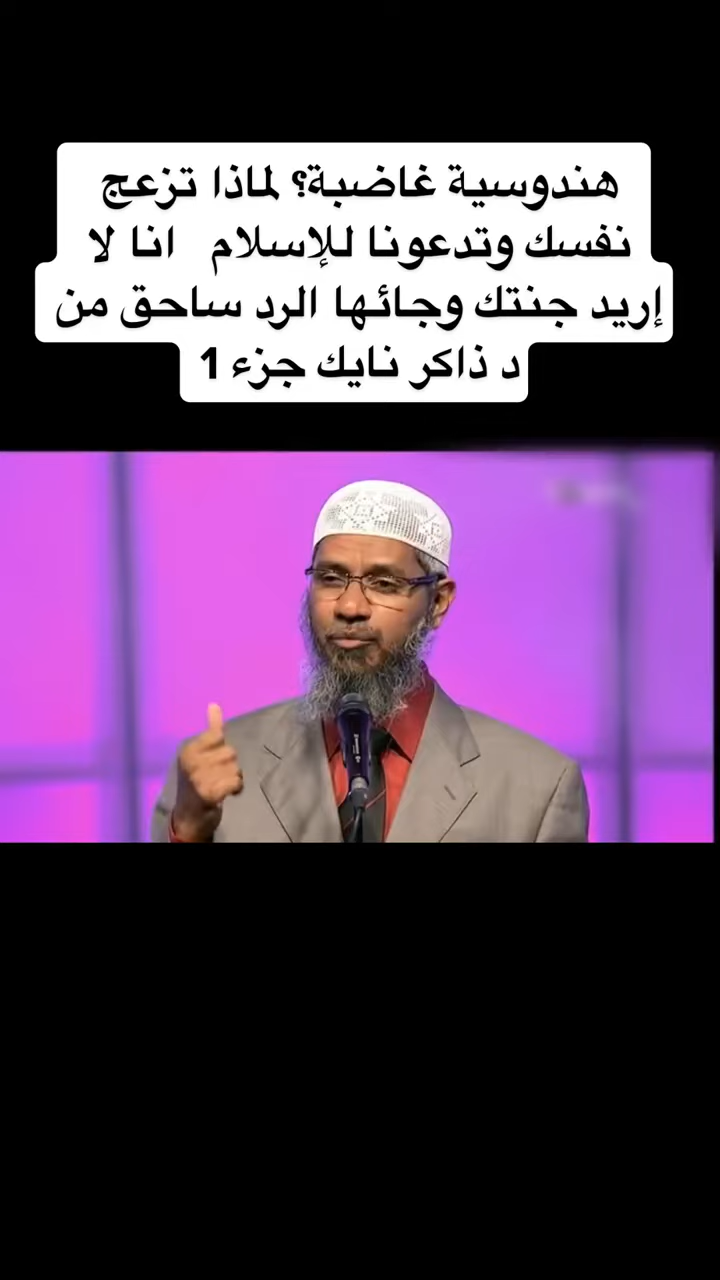 هندوسية غاضبة؟ لماذا تزعج
نفسك وتدعونا للإسلام   انا لا
إريد جنتك وجائها الرد ساحق من
د ذاكر نايك جزء 1